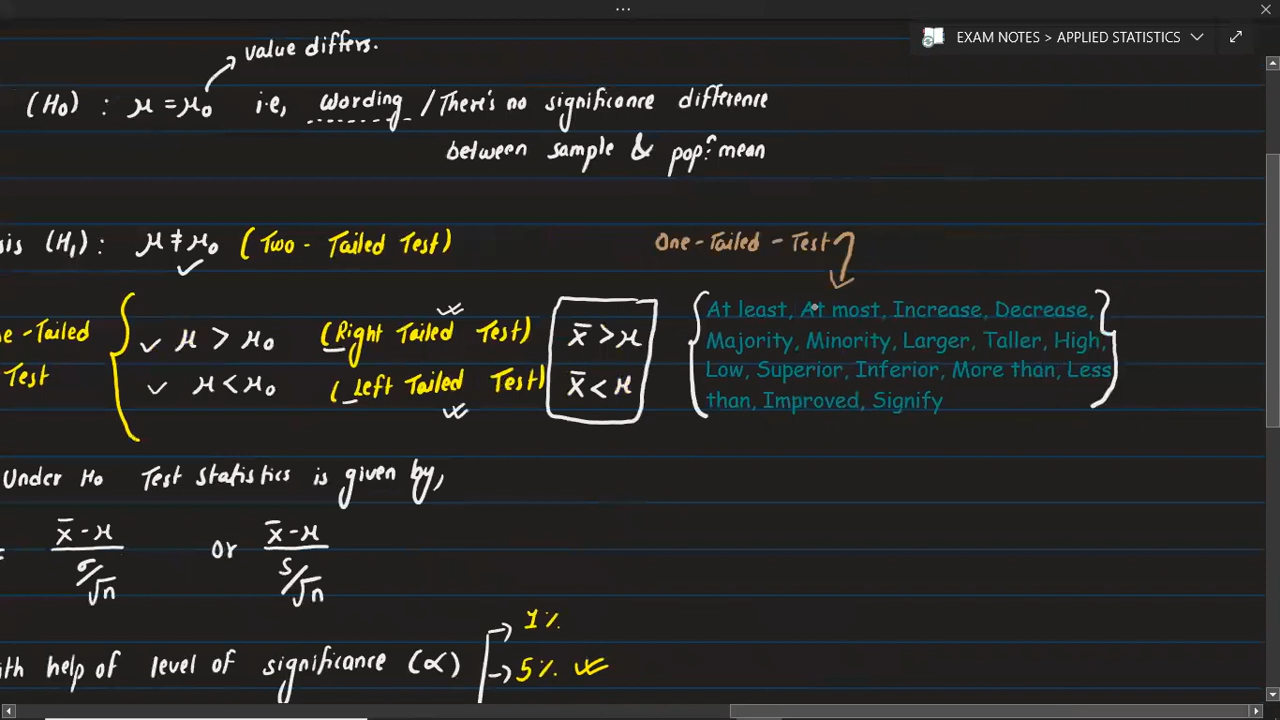 ...
EXAM NOTES > APPLIED STATISTICS
value differs.
(H0) : μ = μ0 i.e, Wording / There's no significance difference
between sample & popn mean
sis (H1) : μ ≠ μ0 (Two - Tailed Test)
One - Tailed - Test
ne - Tailed
Test
μ > μ0 (Right Tailed Test) x̄ > μ
μ < μ0 (Left Tailed Test) x̄ < μ
At least, At most, Increase, Decrease,
Majority, Minority, Larger, Taller, High,
Low, Superior, Inferior, More than, Less
than, Improved, Signify
Under H0 Test statistics is given by,
= x̄ - μ / σ/√n Or x̄ - μ / S/√n
ith help of level of significance (α)
1%
5%